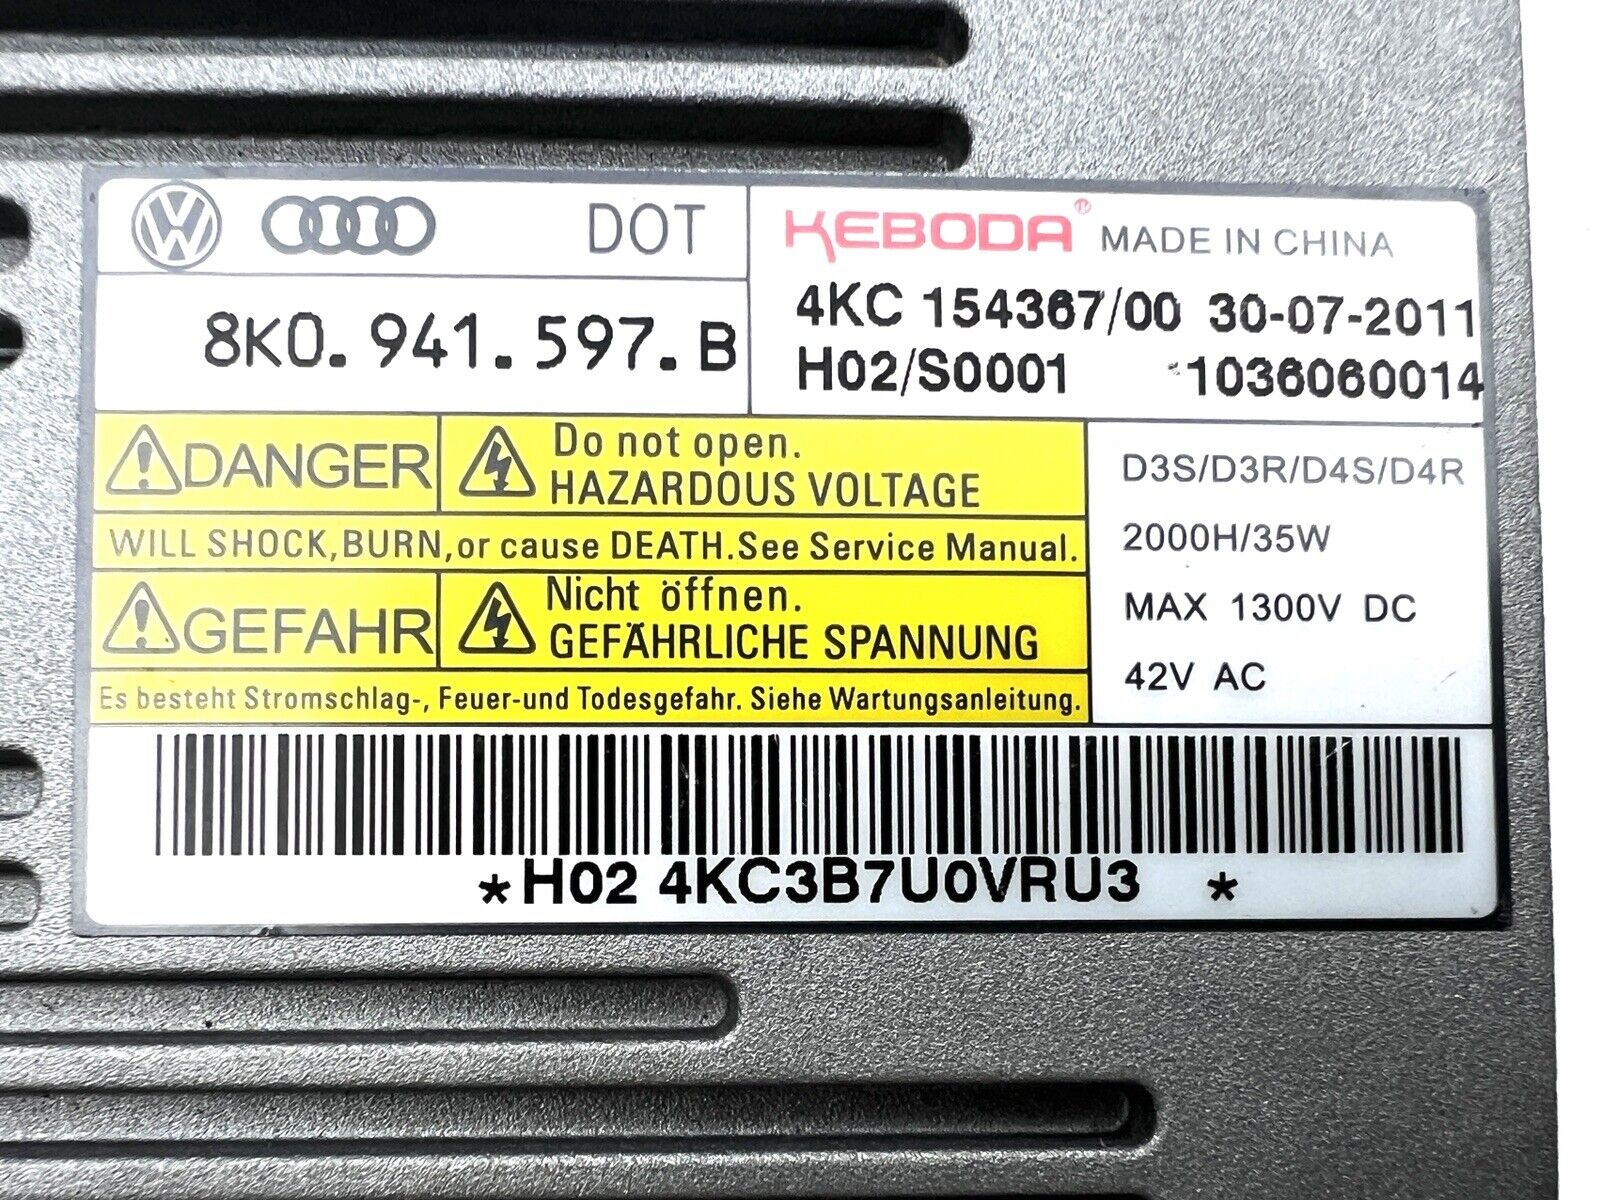 DOT
KEBODA® MADE IN CHINA
8K0.941.597.B
4KC 154367/00 30-07-2011
H02/S0001 1036060014
DANGER
Do not open.
HAZARDOUS VOLTAGE
WILL SHOCK,BURN,or cause DEATH.See Service Manual.
GEFAHR
Nicht öffnen.
GEFÄHRLICHE SPANNUNG
Es besteht Stromschlag-, Feuer-und Todesgefahr. Siehe Wartungsanleitung.
D3S/D3R/D4S/D4R
2000H/35W
MAX 1300V DC
42V AC
*H02 4KC3B7U0VRU3 *